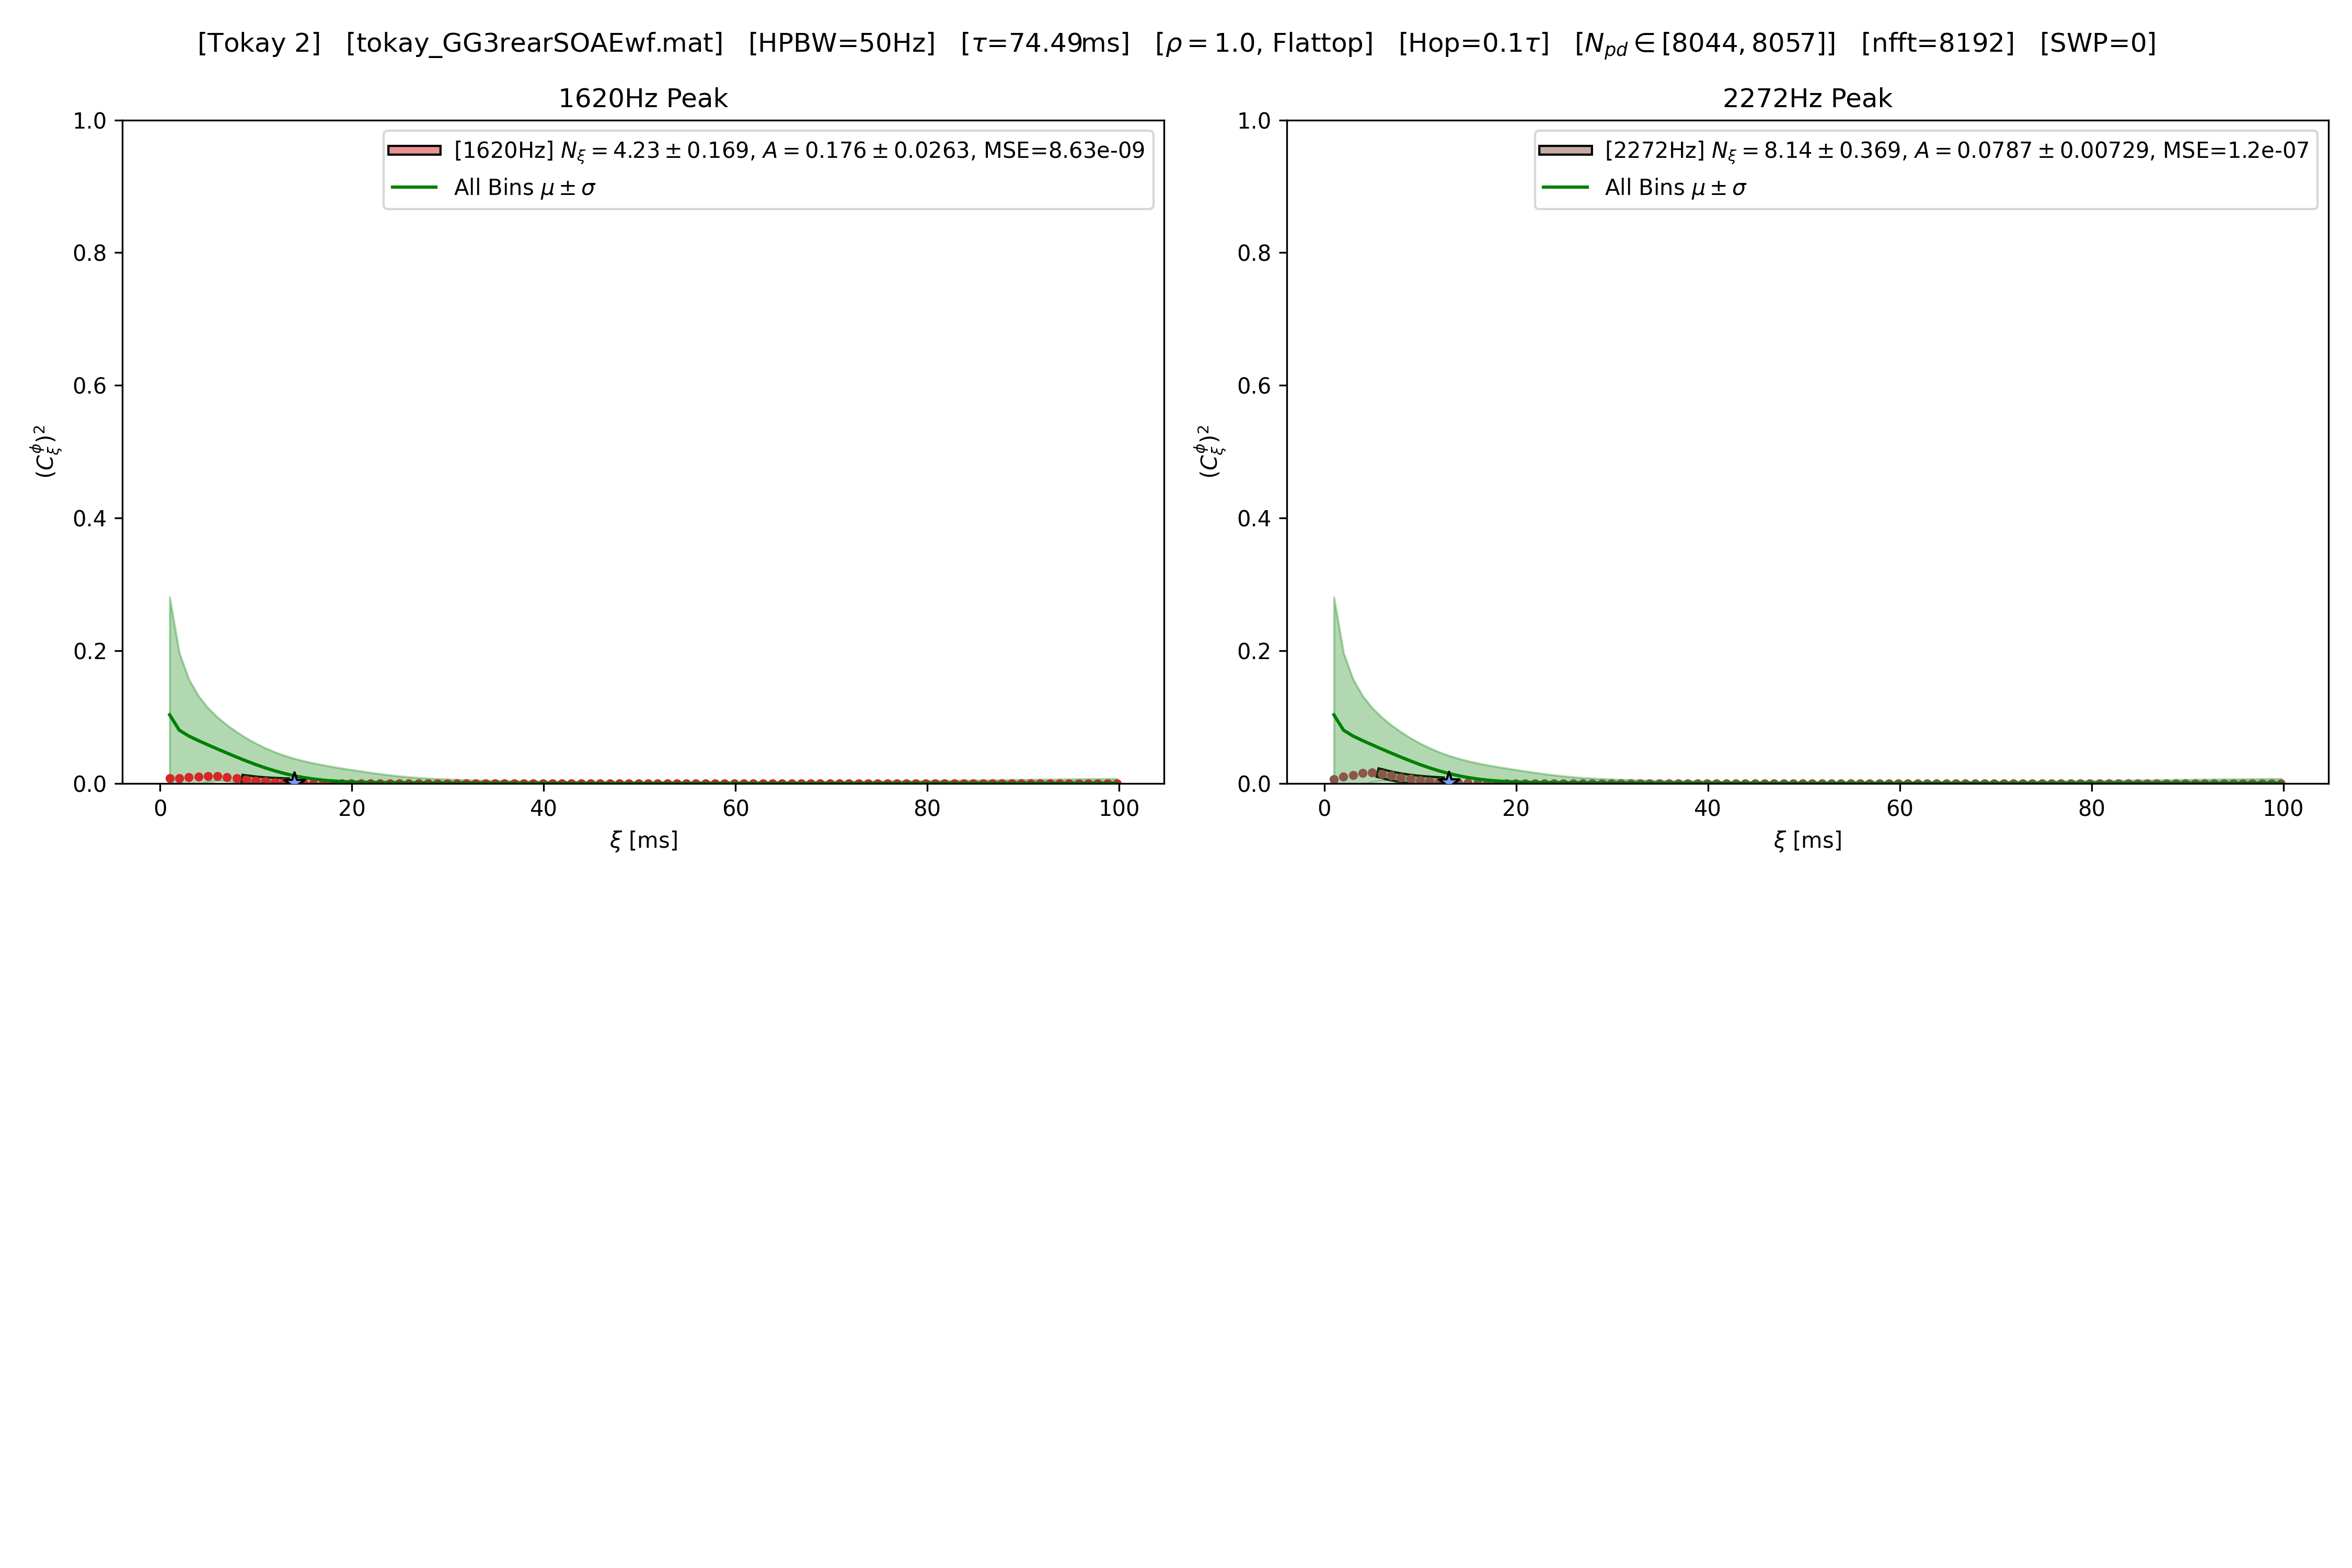 [Tokay 2] [tokay_GG3rearSOAEwf.mat] [HPBW=50Hz] [τ=74.49ms] [ρ = 1.0, Flattop] [Hop=0.1τ] [N_{pd} ∈ [8044, 8057]] [nfft=8192] [SWP=0]
1620Hz Peak
[1620Hz] N_ξ = 4.23 ± 0.169, A = 0.176 ± 0.0263, MSE=8.63e-09
All Bins μ ± σ
1.0
0.8
0.6
0.4
0.2
0.0
(C_ξ^ϕ)^2
0 20 40 60 80 100
ξ [ms]
2272Hz Peak
[2272Hz] N_ξ = 8.14 ± 0.369, A = 0.0787 ± 0.00729, MSE=1.2e-07
All Bins μ ± σ
1.0
0.8
0.6
0.4
0.2
0.0
(C_ξ^ϕ)^2
0 20 40 60 80 100
ξ [ms]